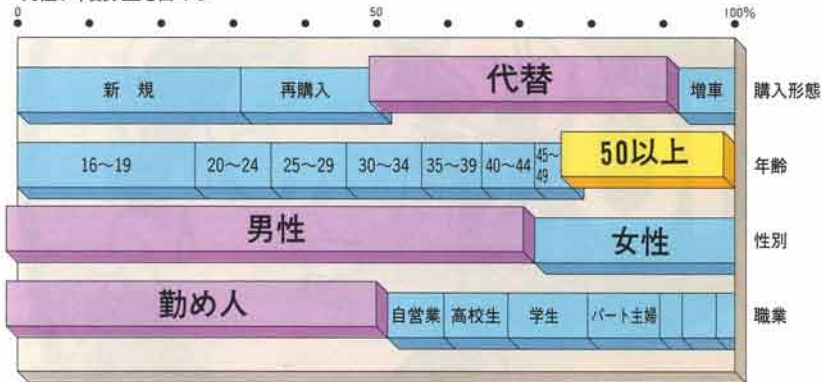 0 50 100%
新 規 再購入 代替 増車 購入形態
16〜19 20〜24 25〜29 30〜34 35〜39 40〜44 45〜49 50以上 年齢
男性 女性 性別
勤め人 自営業 高校生 学生 パート主婦 職業